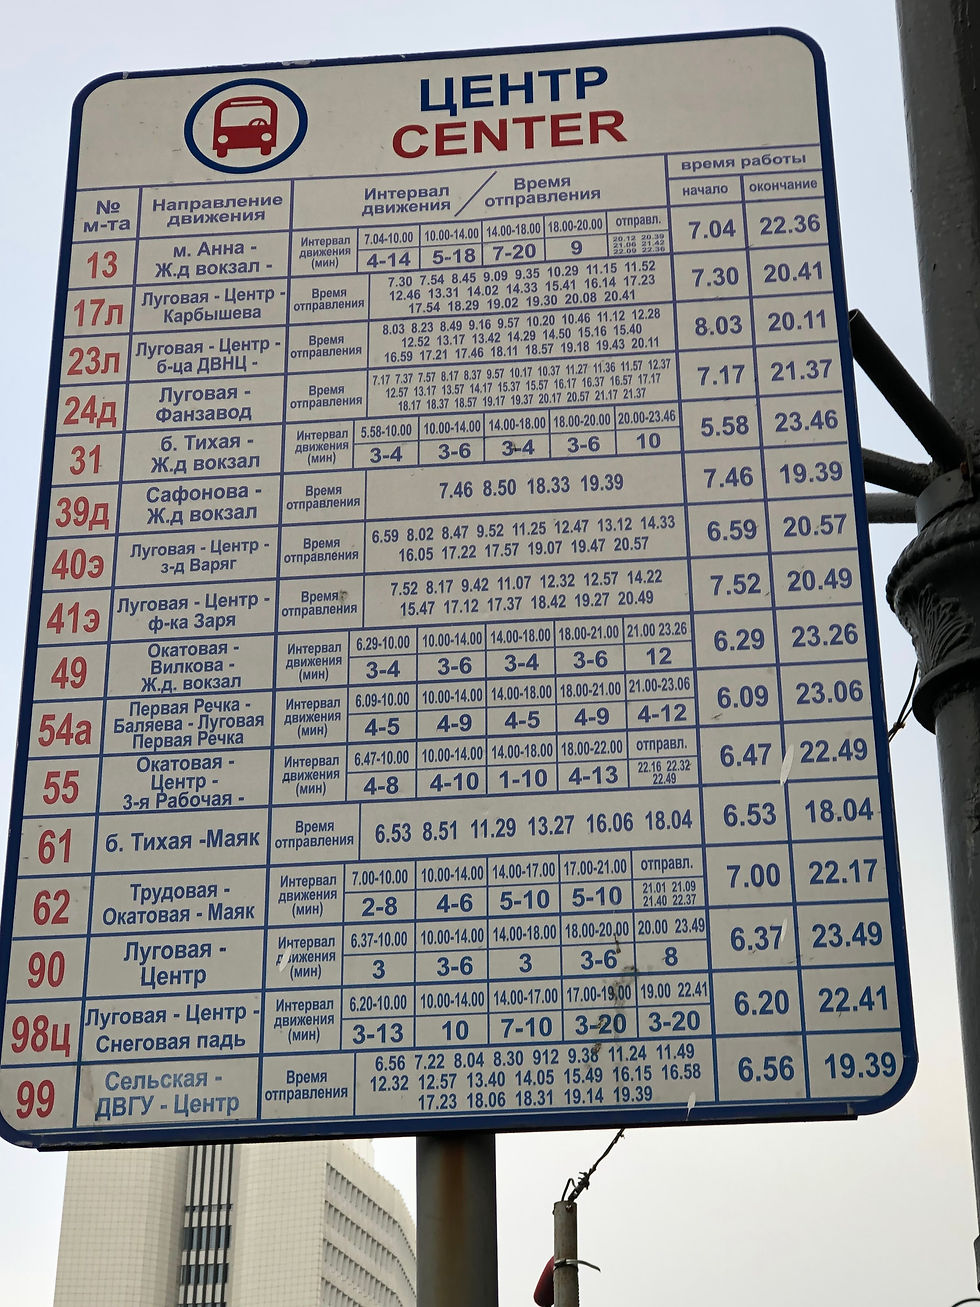 ЦЕНТР
CENTER
№ м-та
Направление движения
Интервал движения / Время отправления
время работы
начало
окончание
13
м. Анна -
Ж.д вокзал -
Интервал движения (мин)
7.04-10.00 10.00-14.00 14.00-18.00 18.00-20.00 отправл.
4-14 5-18 7-20 9
20.12 20.39
21.06 21.42
22.09 22.36
7.04 22.36
17л
Луговая - Центр -
Карбышева
Время отправления
7.30 7.54 8.45 9.09 9.35 10.29 11.15 11.52
12.46 13.31 14.02 14.33 15.41 16.14 17.23
17.54 18.29 19.02 19.30 20.08 20.41
7.30 20.41
23л
Луговая - Центр -
б-ца ДВНЦ -
Время отправления
8.03 8.23 8.49 9.16 9.57 10.20 10.46 11.12 12.28
12.52 13.17 13.42 14.29 14.50 15.16 15.40
16.59 17.21 17.46 18.11 18.57 19.18 19.43 20.11
8.03 20.11
24д
Луговая -
Фанзавод
Время отправления
7.17 7.37 7.57 8.17 8.37 9.57 10.17 10.37 11.27 11.36 11.57 12.37
12.57 13.17 13.57 14.17 15.37 15.57 16.17 16.37 16.57 17.17
18.17 18.37 18.57 19.17 19.37 20.17 20.57 21.17 21.37
7.17 21.37
31
б. Тихая -
Ж.д вокзал
Интервал движения (мин)
5.58-10.00 10.00-14.00 14.00-18.00 18.00-20.00 20.00-23.46
3-4 3-6 3-4 3-6 10
5.58 23.46
39д
Сафонова -
Ж.д вокзал
Время отправления
7.46 8.50 18.33 19.39
7.46 19.39
40э
Луговая - Центр -
з-д Варяг
Время отправления
6.59 8.02 8.47 9.52 11.25 12.47 13.12 14.33
16.05 17.22 17.57 19.07 19.47 20.57
6.59 20.57
41э
Луговая - Центр -
ф-ка Заря
Время отправления
7.52 8.17 9.42 11.07 12.32 12.57 14.22
15.47 17.12 17.37 18.42 19.27 20.49
7.52 20.49
49
Окатовая -
Вилкова -
Ж.д. вокзал
Интервал движения (мин)
6.29-10.00 10.00-14.00 14.00-18.00 18.00-21.00 21.00 23.26
3-4 3-6 3-4 3-6 12
6.29 23.26
54а
Первая Речка -
Баляева - Луговая
Первая Речка
Интервал движения (мин)
6.09-10.00 10.00-14.00 14.00-18.00 18.00-21.00 21.00-23.06
4-5 4-9 4-5 4-9 4-12
6.09 23.06
55
Окатовая -
Центр -
3-я Рабочая -
Интервал движения (мин)
6.47-10.00 10.00-14.00 14.00-18.00 18.00-22.00 отправл.
4-8 4-10 1-10 4-13
22.16 22.32
22.49
6.47 22.49
61
б. Тихая -Маяк
Время отправления
6.53 8.51 11.29 13.27 16.06 18.04
6.53 18.04
62
Трудовая -
Окатовая - Маяк
Интервал движения (мин)
7.00-10.00 10.00-14.00 14.00-17.00 17.00-21.00 отправл.
2-8 4-6 5-10 5-10
21.01 21.09
21.40 22.37
7.00 22.17
90
Луговая -
Центр
Интервал движения (мин)
6.37-10.00 10.00-14.00 14.00-18.00 18.00-20.00 20.00 23.49
3 3-6 3 3-6 8
6.37 23.49
98ц
Луговая - Центр -
Снеговая падь
Интервал движения (мин)
6.20-10.00 10.00-14.00 14.00-17.00 17.00-19.00 19.00 22.41
3-13 10 7-10 3-20 3-20
6.20 22.41
99
Сельская -
ДВГУ - Центр
Время отправления
6.56 7.22 8.04 8.30 912 9.38 11.24 11.49
12.32 12.57 13.40 14.05 15.49 16.15 16.58
17.23 18.06 18.31 19.14 19.39
6.56 19.39